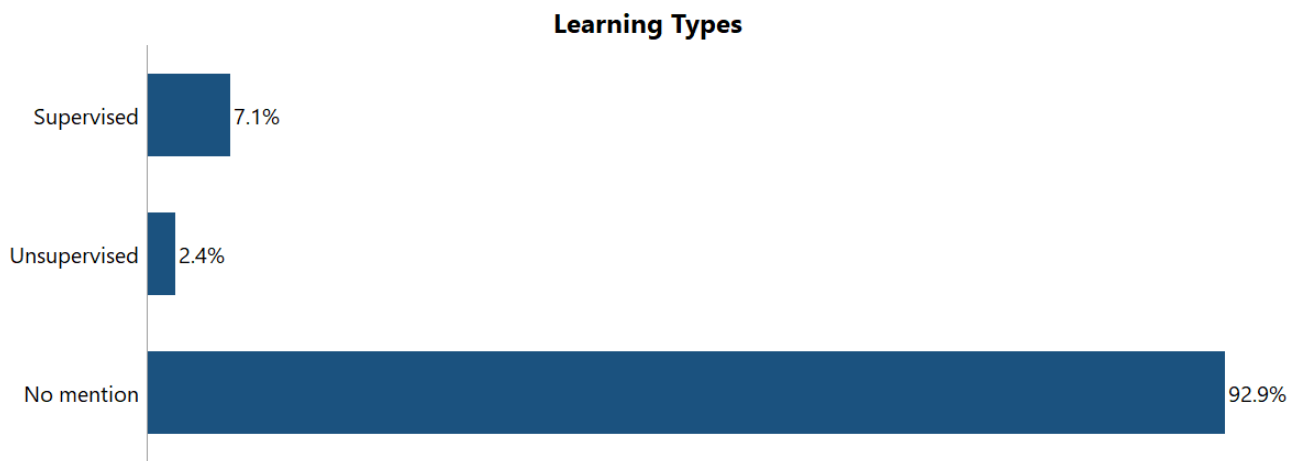 Learning Types
Supervised 7.1%
Unsupervised 2.4%
No mention 92.9%